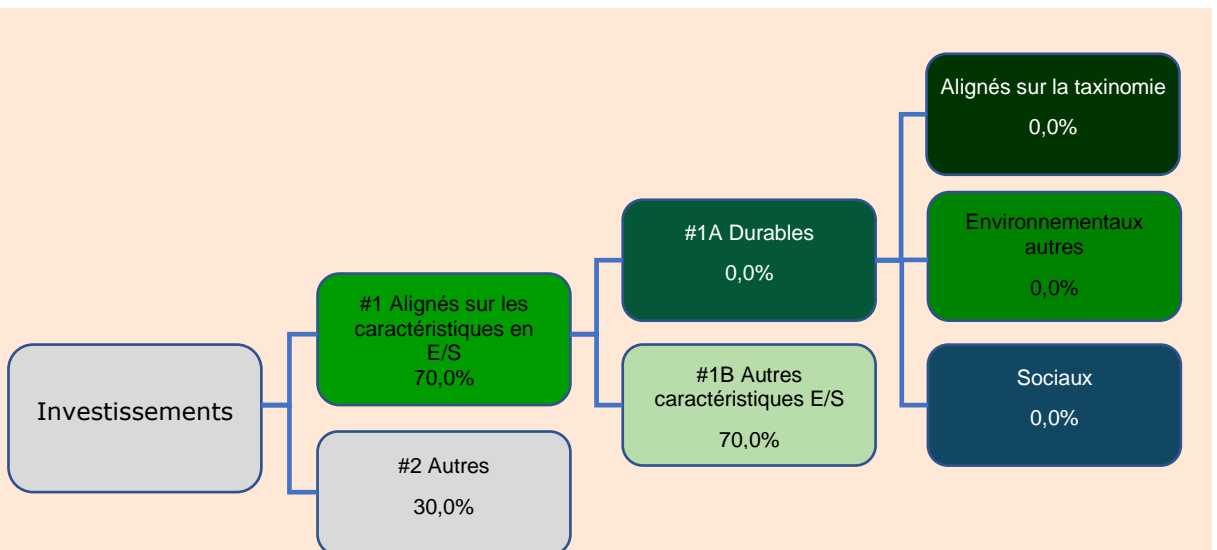 Investissements
#1 Alignés sur les
caractéristiques en
E/S
70,0%
#2 Autres
30,0%
#1A Durables
0,0%
#1B Autres
caractéristiques E/S
70,0%
Alignés sur la taxinomie
0,0%
Environnementaux
autres
0,0%
Sociaux
0,0%